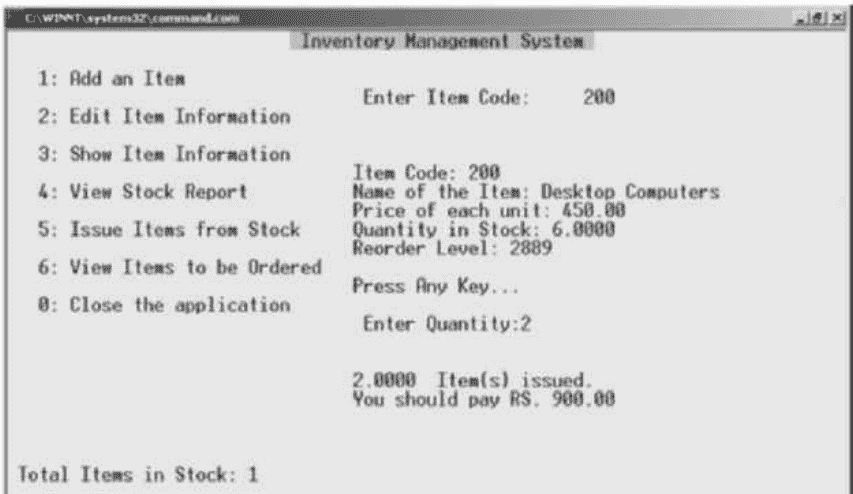 C:\WINNT\system32\command.com
Inventory Management System
1: Add an Item
2: Edit Item Information
3: Show Item Information
4: View Stock Report
5: Issue Items from Stock
6: View Items to be Ordered
0: Close the application
Enter Item Code: 200
Item Code: 200
Name of the Item: Desktop Computers
Price of each unit: 450.00
Quantity in Stock: 6.0000
Reorder Level: 2889
Press Any Key...
Enter Quantity:2
2.0000 Item(s) issued.
You should pay RS. 900.00
Total Items in Stock: 1